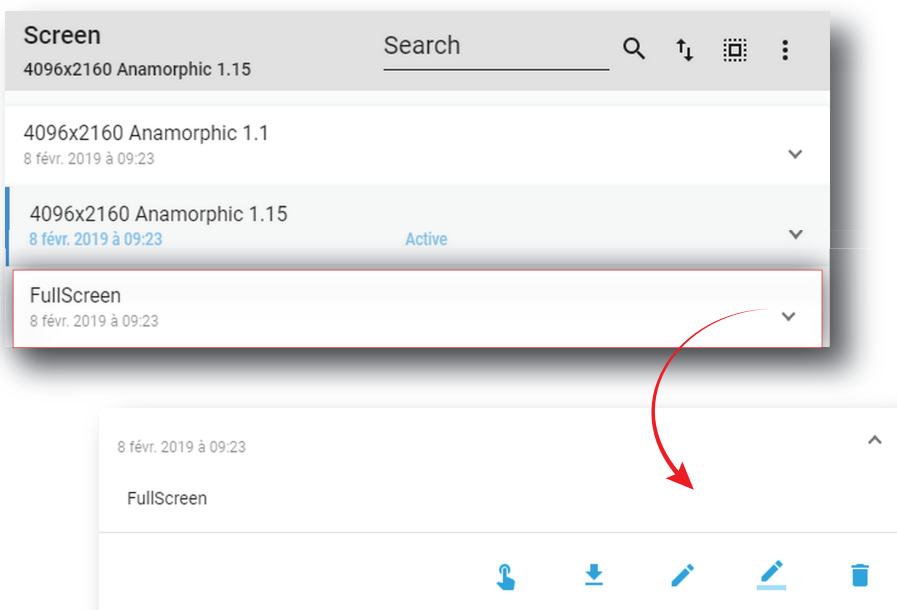 Screen
Search
4096x2160 Anamorphic 1.15
4096x2160 Anamorphic 1.1
8 févr. 2019 à 09:23
4096x2160 Anamorphic 1.15
8 févr. 2019 à 09:23 Active
FullScreen
8 févr. 2019 à 09:23
8 févr. 2019 à 09:23
FullScreen